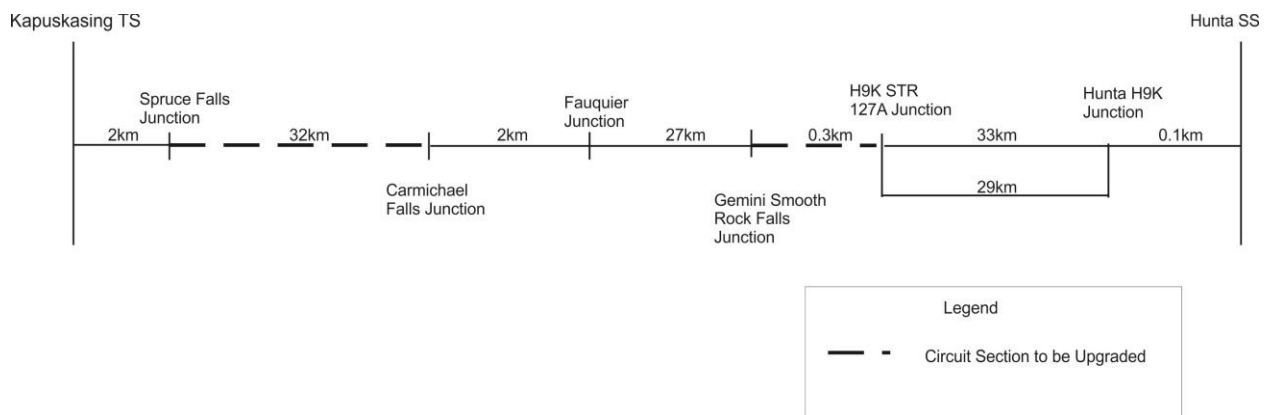 Kapuskasing TS
Hunta SS
Spruce Falls
Junction
Fauquier
Junction
H9K STR
127A Junction
Hunta H9K
Junction
2km
32km
2km
27km
0.3km
33km
0.1km
29km
Carmichael
Falls Junction
Gemini Smooth
Rock Falls
Junction
Legend
Circuit Section to be Upgraded